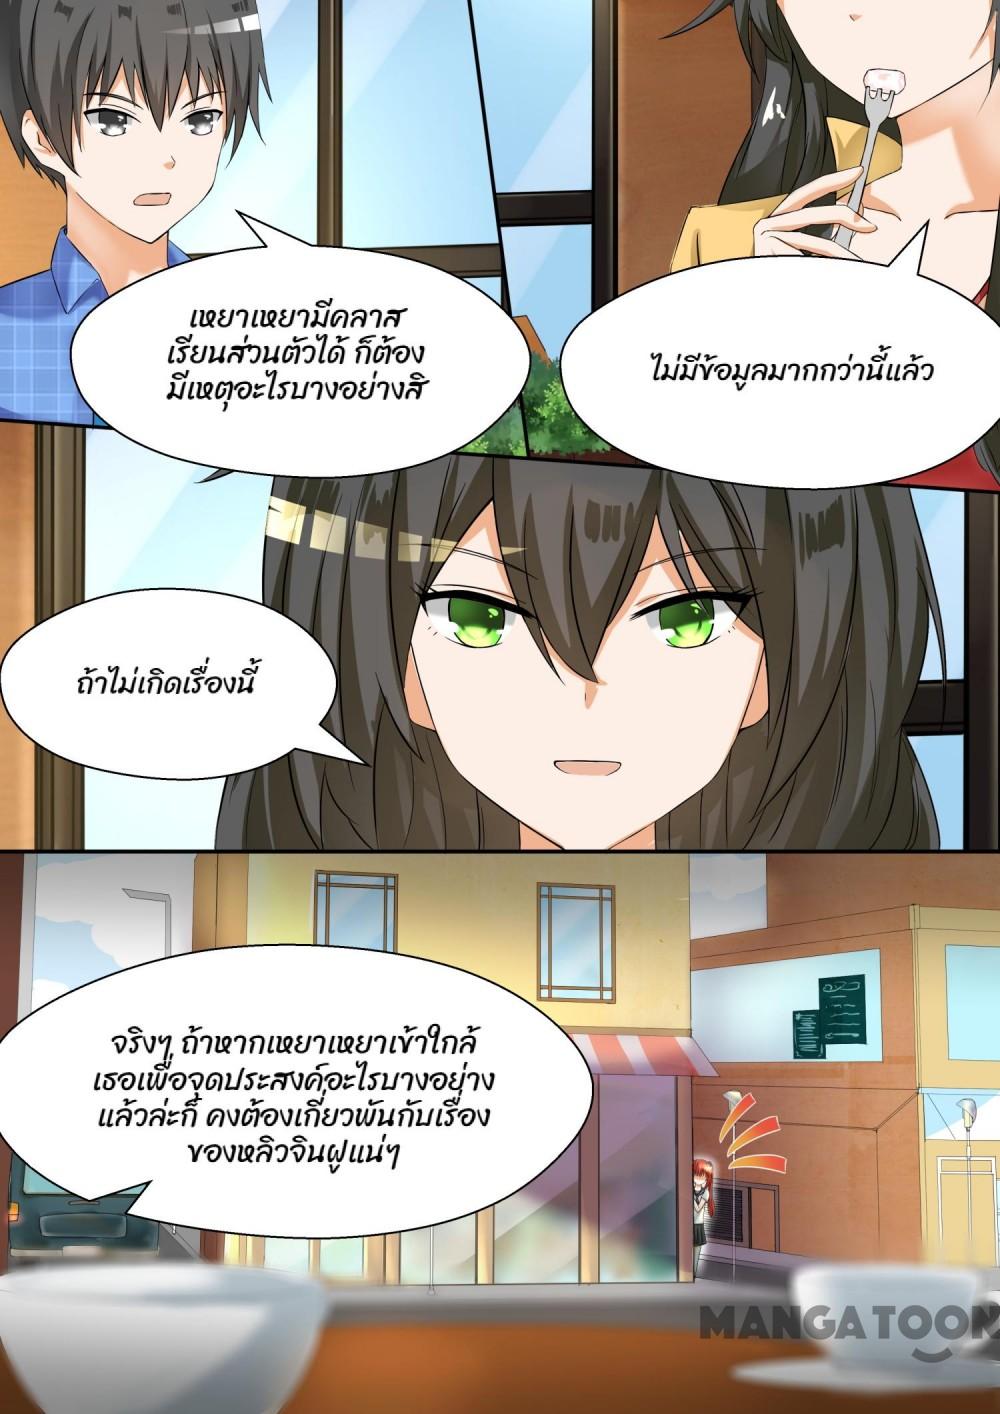 เหยาเหยามีคลาส
เรียนส่วนตัวได้ ก็ต้อง
มีเหตุอะไรบางอย่างสิ
ไม่มีข้อมูลมากกว่านี้แล้ว
ถ้าไม่เกิดเรื่องนี้
จริงๆ ถ้าหากเหยาเหยาเข้าใกล้
เธอเพื่อจุดประสงค์อะไรบางอย่าง
แล้วล่ะก็ คงต้องเกี่ยวพันกับเรื่อง
ของหลิวจินฝูแน่ๆ
MANGATOON